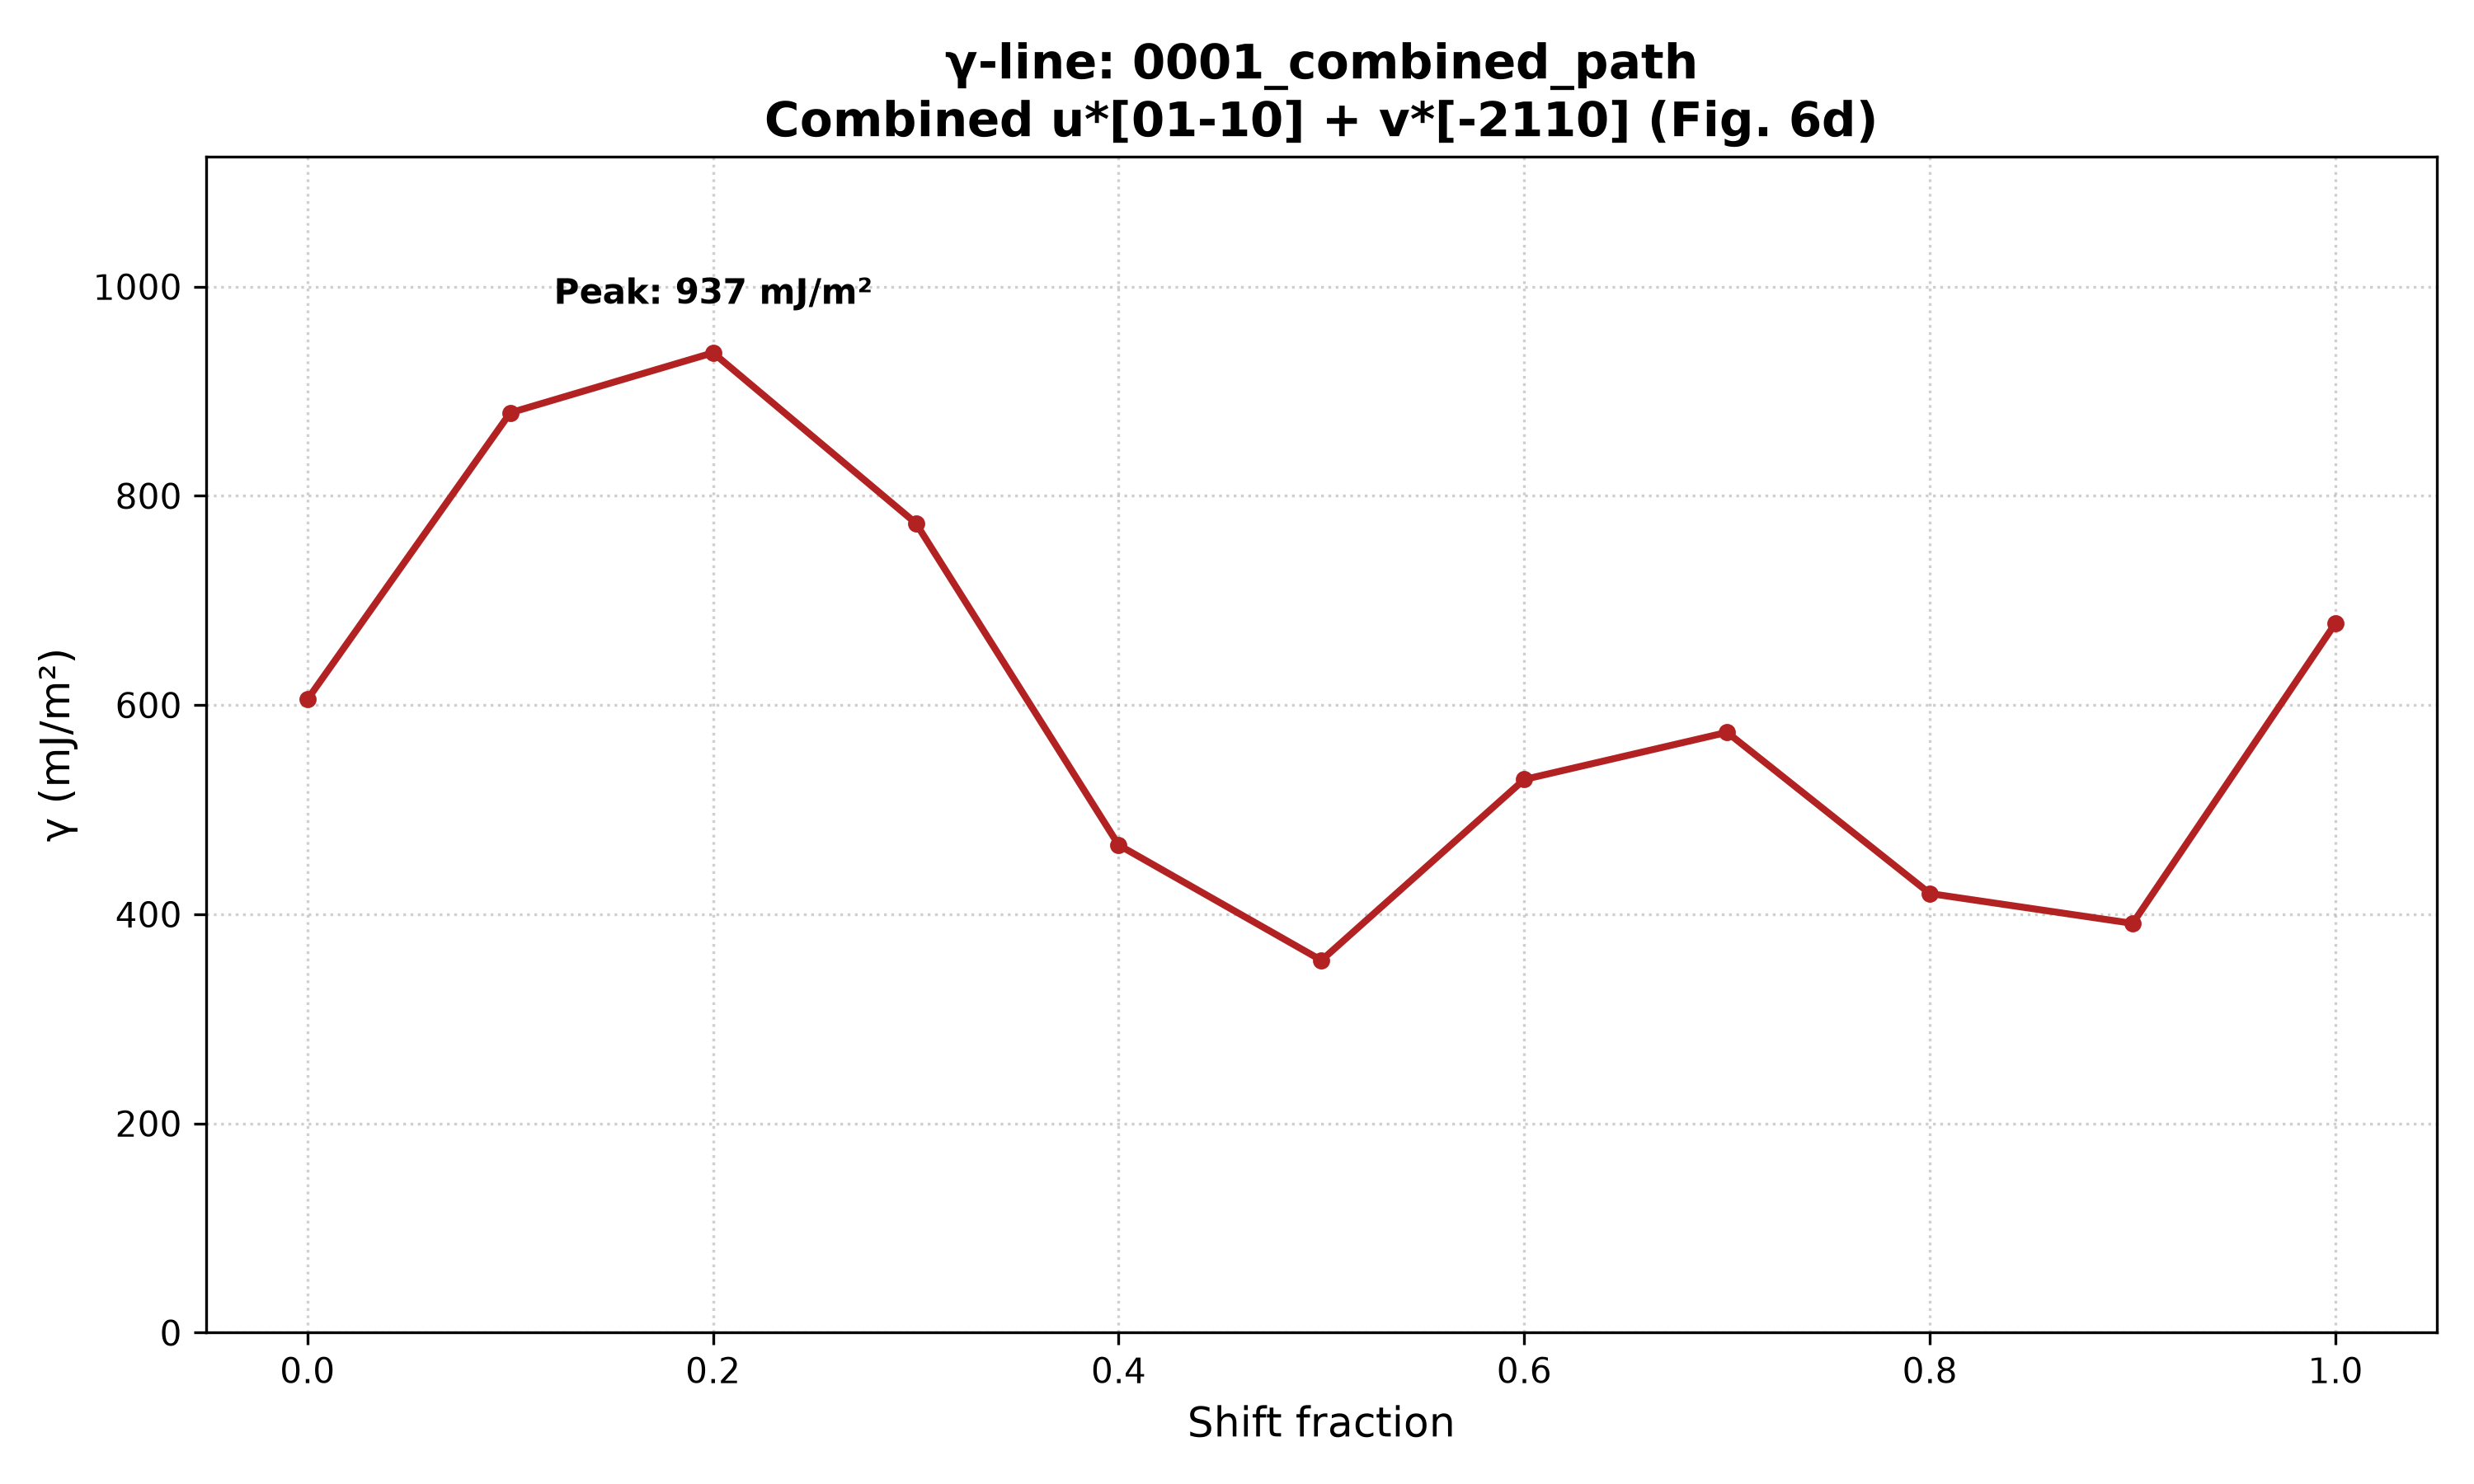 γ-line: 0001_combined_path
Combined u*[01-10] + v*[-2110] (Fig. 6d)
Peak: 937 mJ/m²
γ (mJ/m²)
1000
800
600
400
200
0
0.0 0.2 0.4 0.6 0.8 1.0
Shift fraction